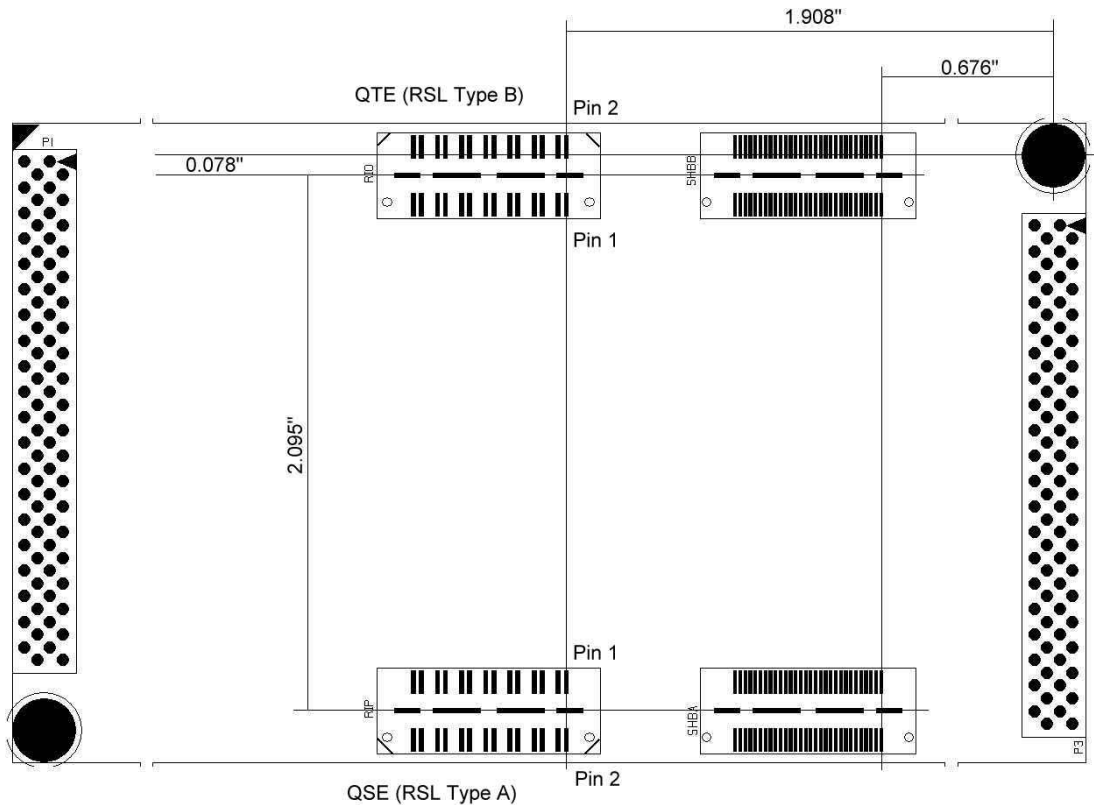 1.908"
0.676"
QTE (RSL Type B)
Pin 2
P1
0.078"
RIO
SHBB
Pin 1
2.095"
Pin 1
RIP
SHBA
P3
Pin 2
QSE (RSL Type A)